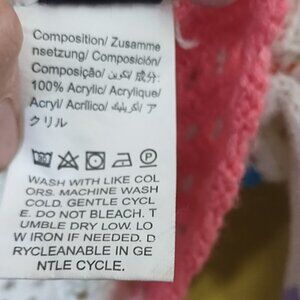 Composition/ Zusamme
nsetzung/ Composición/
Composição/ تكوين/ 成分:
100% Acrylic/ Acrylique/
Acryl/ Acrílico/ أكريليك/ ア
クリル
WASH WITH LIKE COL
ORS. MACHINE WASH
COLD. GENTLE CYCL
E. DO NOT BLEACH. T
UMBLE DRY LOW. LO
W IRON IF NEEDED. D
RYCLEANABLE IN GE
NTLE CYCLE.